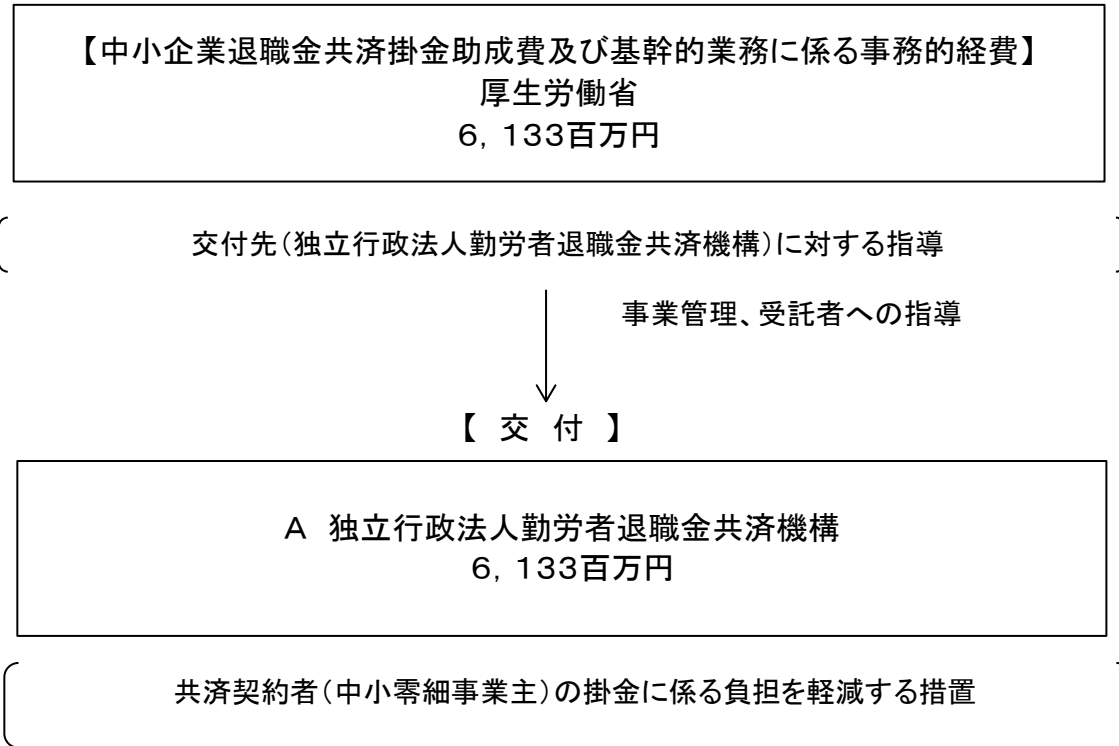 【中小企業退職金共済掛金助成費及び基幹的業務に係る事務的経費】
厚生労働省
６，１３３百万円
交付先（独立行政法人勤労者退職金共済機構）に対する指導
事業管理、受託者への指導
【　交　付　】
Ａ　独立行政法人勤労者退職金共済機構
６，１３３百万円
共済契約者（中小零細事業主）の掛金に係る負担を軽減する措置